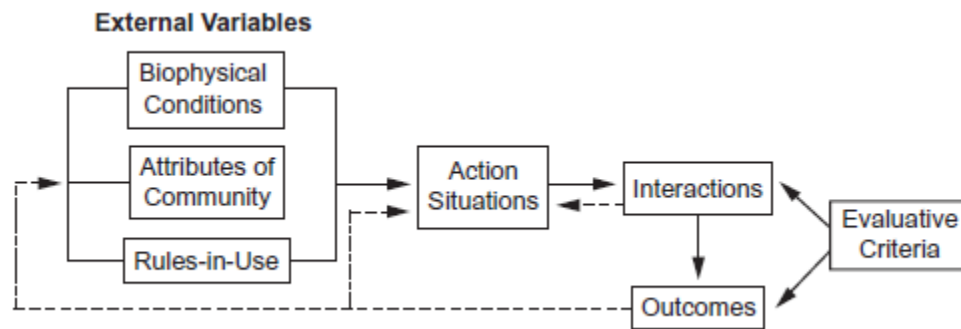 External Variables
Biophysical
Conditions
Attributes of
Community
Rules-in-Use
Action
Situations
Interactions
Outcomes
Evaluative
Criteria